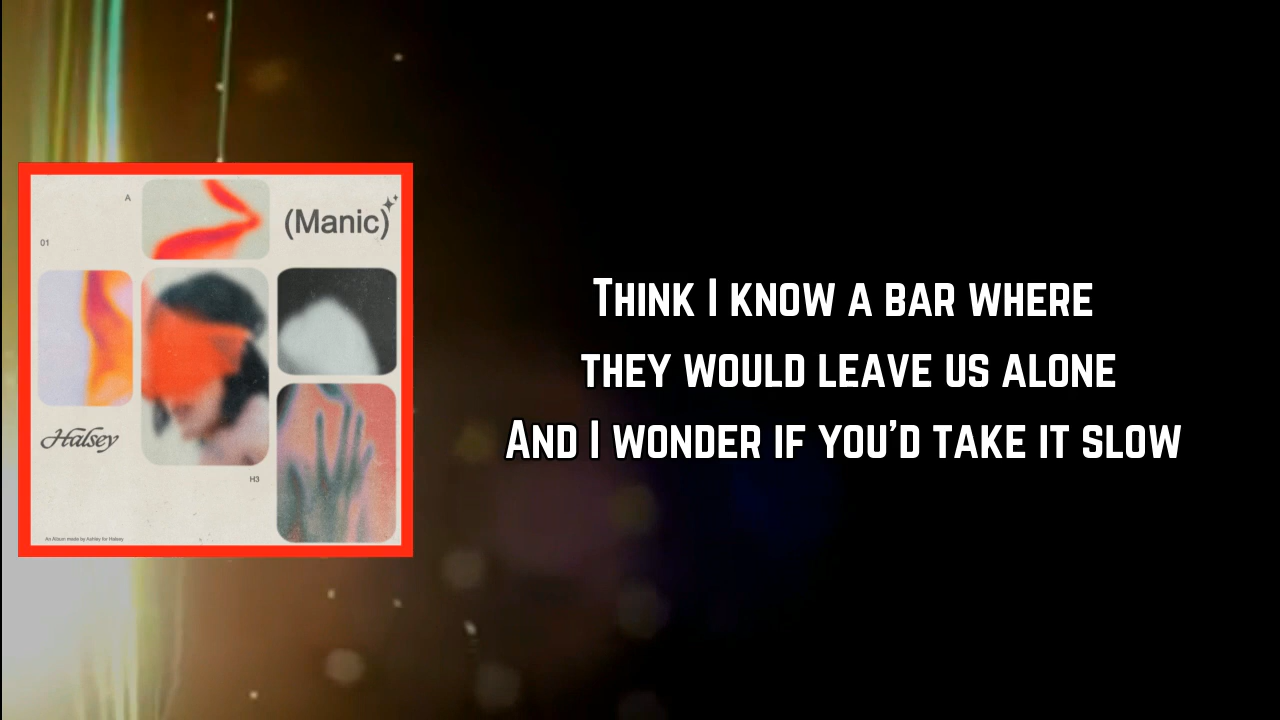 A
(Manic)
01
Halsey
H3
An Album made by Ashley for Halsey
Think I know a bar where
they would leave us alone
And I wonder if you'd take it slow